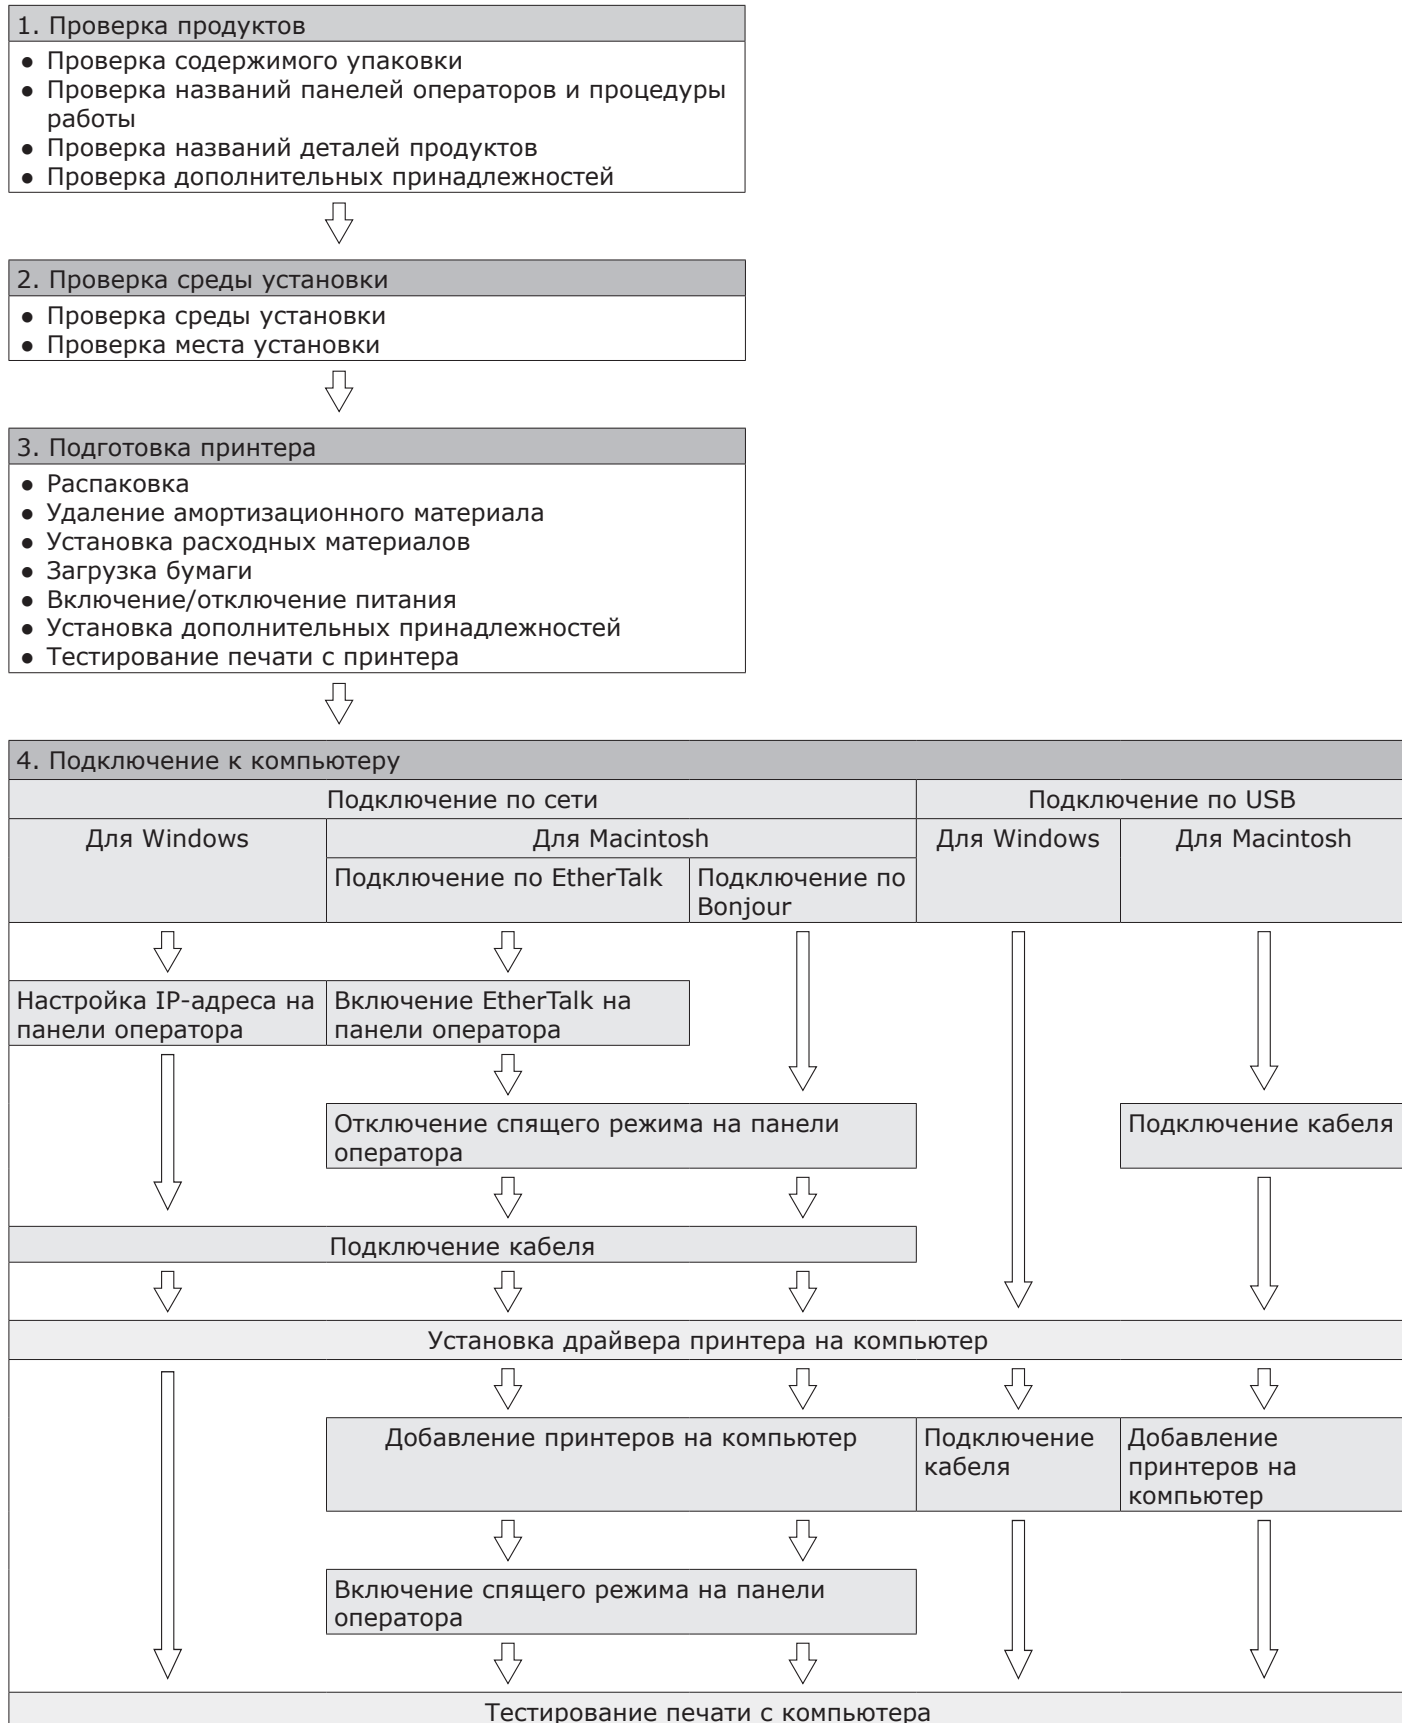 1. Проверка продуктов
● Проверка содержимого упаковки
● Проверка названий панелей операторов и процедуры
работы
● Проверка названий деталей продуктов
● Проверка дополнительных принадлежностей
2. Проверка среды установки
● Проверка среды установки
● Проверка места установки
3. Подготовка принтера
● Распаковка
● Удаление амортизационного материала
● Установка расходных материалов
● Загрузка бумаги
● Включение/отключение питания
● Установка дополнительных принадлежностей
● Тестирование печати с принтера
4. Подключение к компьютеру
Подключение по сети
Подключение по USB
Для Windows
Для Macintosh
Для Windows
Для Macintosh
Подключение по EtherTalk
Подключение по
Bonjour
Настройка IP-адреса на
панели оператора
Включение EtherTalk на
панели оператора
Отключение спящего режима на панели
оператора
Подключение кабеля
Подключение кабеля
Установка драйвера принтера на компьютер
Добавление принтеров на компьютер
Подключение
кабеля
Добавление
принтеров на
компьютер
Включение спящего режима на панели
оператора
Тестирование печати с компьютера